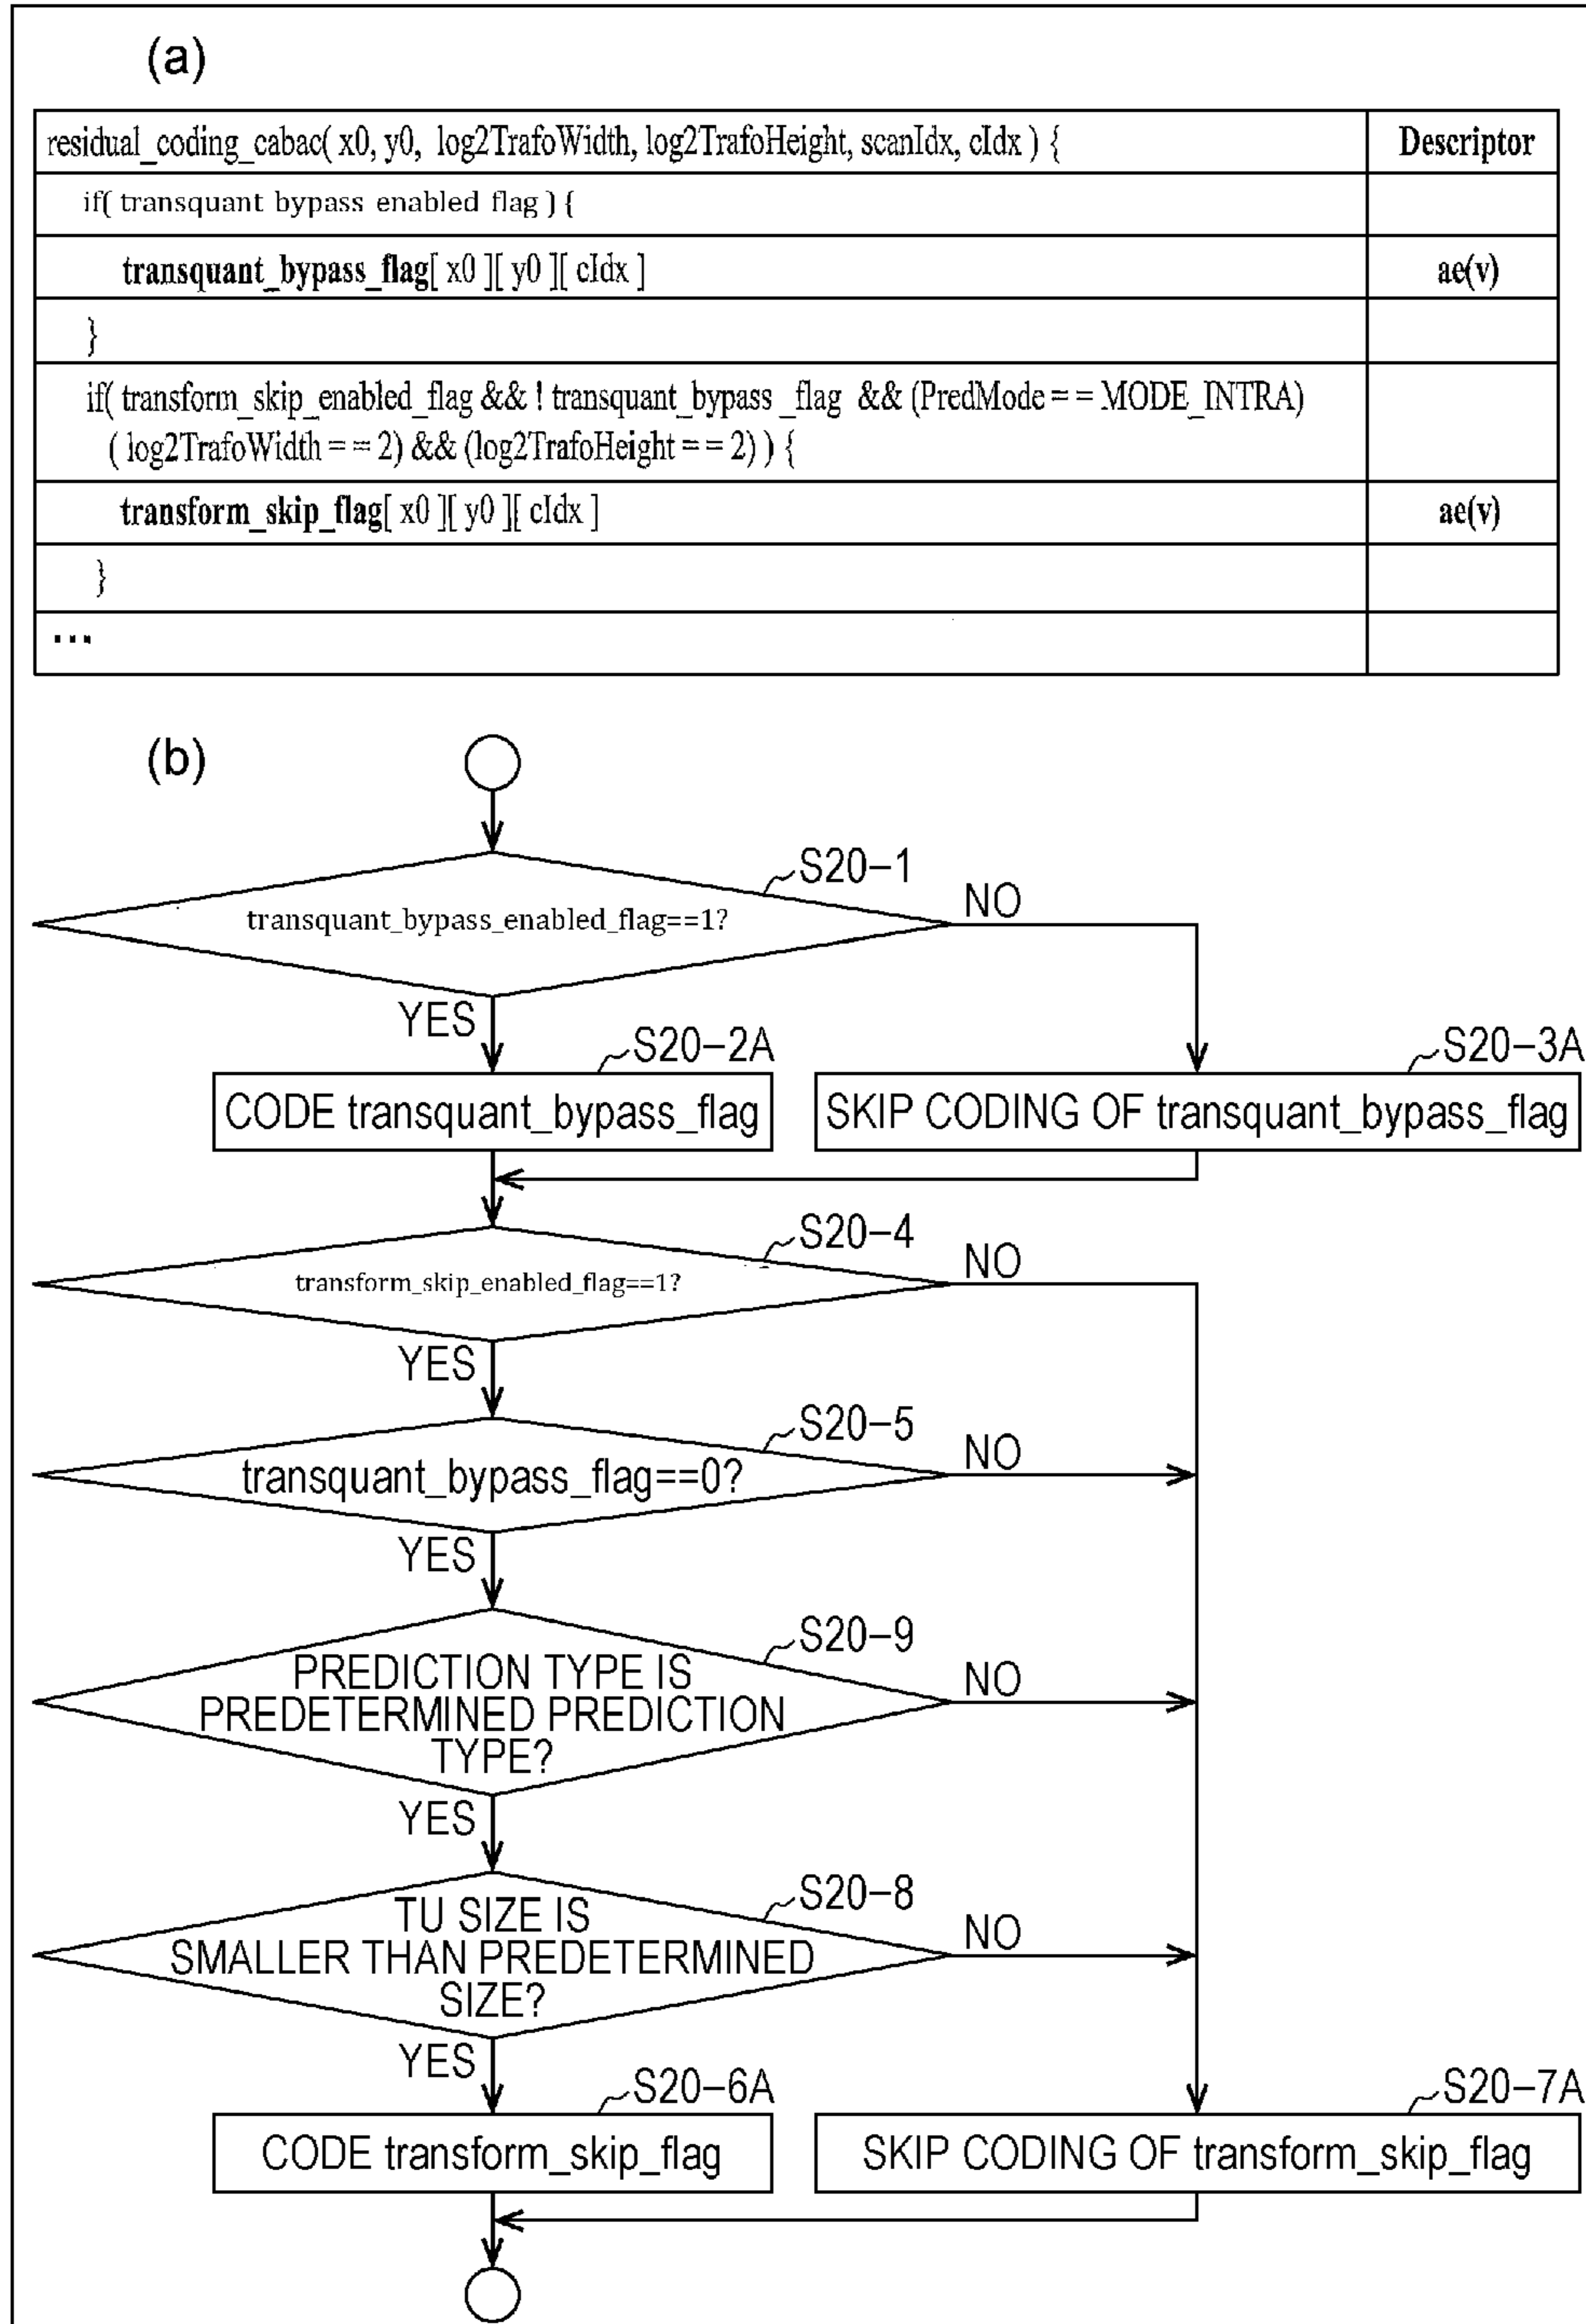 (a)
residual_coding_cabac( x0, y0, log2TrafoWidth, log2TrafoHeight, scanIdx, cIdx ) { Descriptor
if( transquant bypass enabled flag ) {
transquant_bypass_flag[ x0 ][ y0 ][ cIdx ] ae(v)
}
if( transform_skip_enabled_flag && ! transquant_bypass _flag && (PredMode = = MODE_INTRA)
( log2TrafoWidth = = 2) && (log2TrafoHeight = = 2) ) {
transform_skip_flag[ x0 ][ y0 ][ cIdx ] ae(v)
}
...
(b)
S20-1
transquant_bypass_enabled_flag==1?
NO
YES
S20-2A
S20-3A
CODE transquant_bypass_flag
SKIP CODING OF transquant_bypass_flag
S20-4
transform_skip_enabled_flag==1?
NO
YES
S20-5
transquant_bypass_flag==0?
NO
YES
S20-9
PREDICTION TYPE IS
PREDETERMINED PREDICTION
TYPE?
NO
YES
S20-8
TU SIZE IS
SMALLER THAN PREDETERMINED
SIZE?
NO
YES
S20-6A
S20-7A
CODE transform_skip_flag
SKIP CODING OF transform_skip_flag